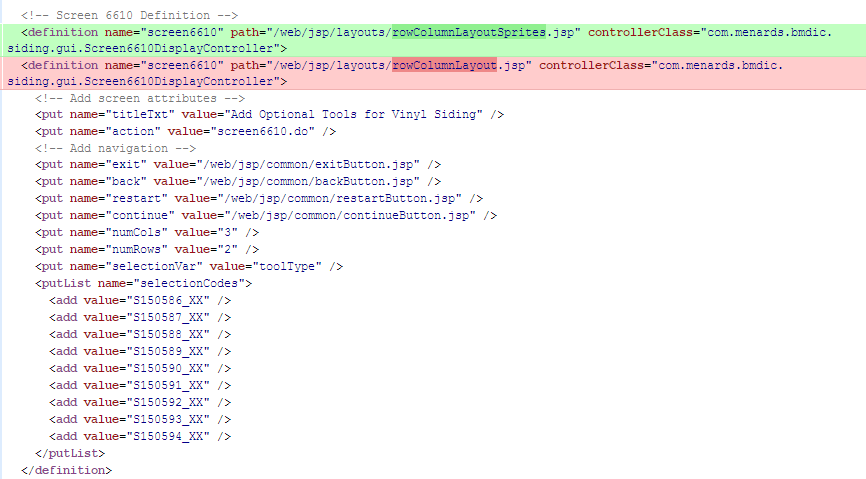 <!-- Screen 6610 Definition -->
<definition name="screen6610" path="/web/jsp/layouts/rowColumnLayoutSprites.jsp" controllerClass="com.menards.bmdic.
siding.gui.Screen6610DisplayController">
<definition name="screen6610" path="/web/jsp/layouts/rowColumnLayout.jsp" controllerClass="com.menards.bmdic.
siding.gui.Screen6610DisplayController">
<!-- Add screen attributes -->
<put name="titleTxt" value="Add Optional Tools for Vinyl Siding" />
<put name="action" value="screen6610.do" />
<!-- Add navigation -->
<put name="exit" value="/web/jsp/common/exitButton.jsp" />
<put name="back" value="/web/jsp/common/backButton.jsp" />
<put name="restart" value="/web/jsp/common/restartButton.jsp" />
<put name="continue" value="/web/jsp/common/continueButton.jsp" />
<put name="numCols" value="3" />
<put name="numRows" value="2" />
<put name="selectionVar" value="toolType" />
<putList name="selectionCodes">
<add value="S150586_XX" />
<add value="S150587_XX" />
<add value="S150588_XX" />
<add value="S150589_XX" />
<add value="S150590_XX" />
<add value="S150591_XX" />
<add value="S150592_XX" />
<add value="S150593_XX" />
<add value="S150594_XX" />
</putList>
</definition>